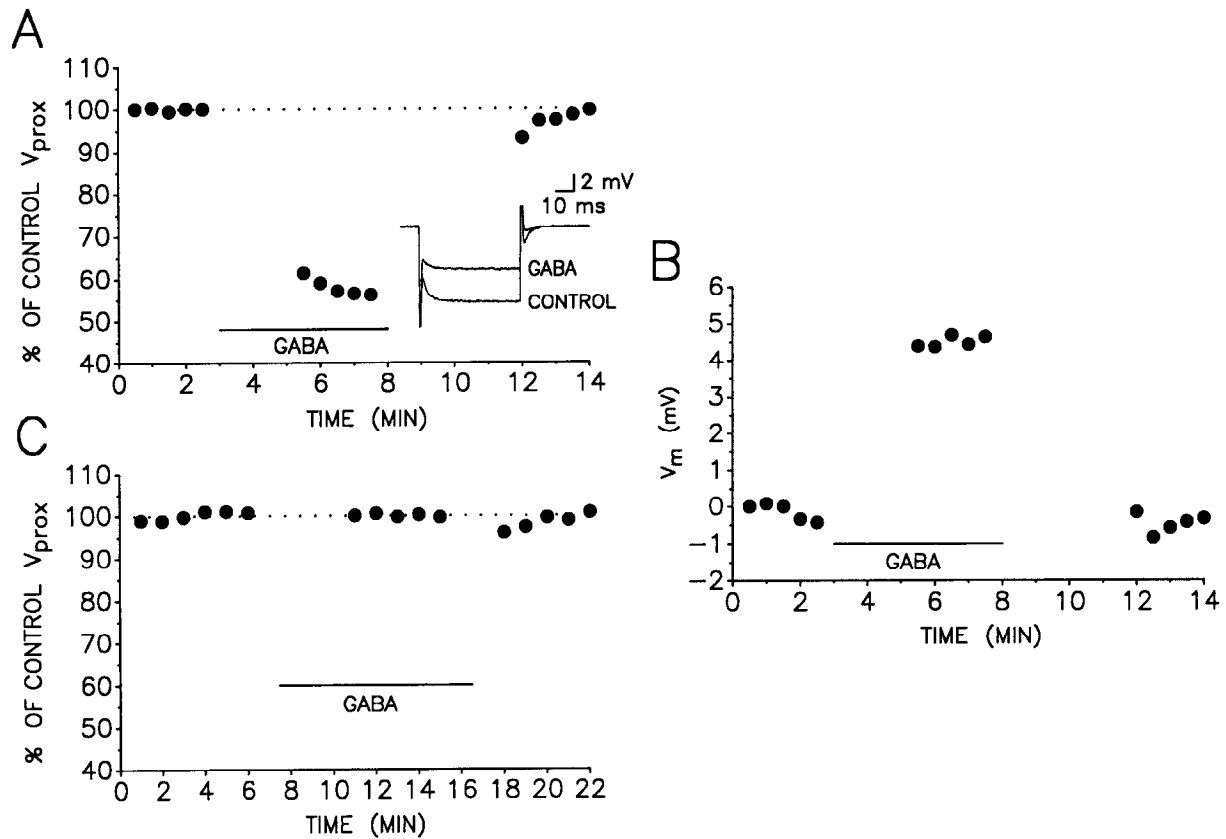 A
% OF CONTROL Vprox
110
100
90
80
70
60
50
40
2 mV
10 ms
GABA
CONTROL
GABA
0 2 4 6 8 10 12 14
TIME (MIN)
B
Vm (mV)
6
5
4
3
2
1
0
−1
−2
GABA
0 2 4 6 8 10 12 14
TIME (MIN)
C
% OF CONTROL Vprox
110
100
90
80
70
60
50
40
GABA
0 2 4 6 8 10 12 14 16 18 20 22
TIME (MIN)